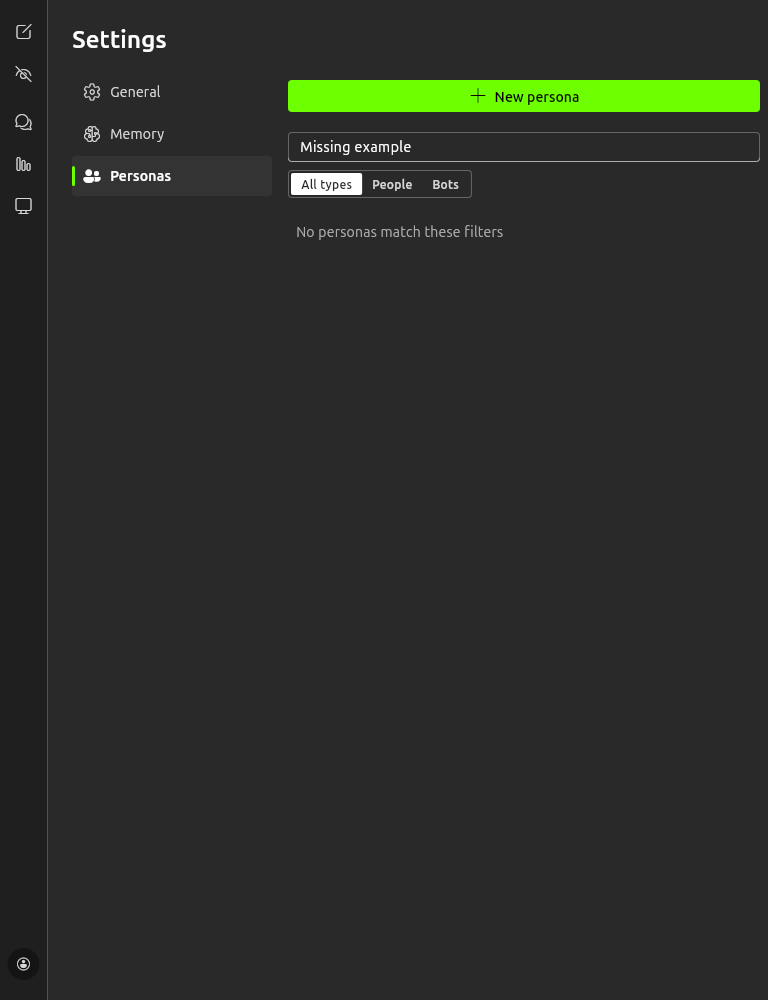 Settings
General
Memory
Personas
New persona
Missing example
All types People Bots
No personas match these filters